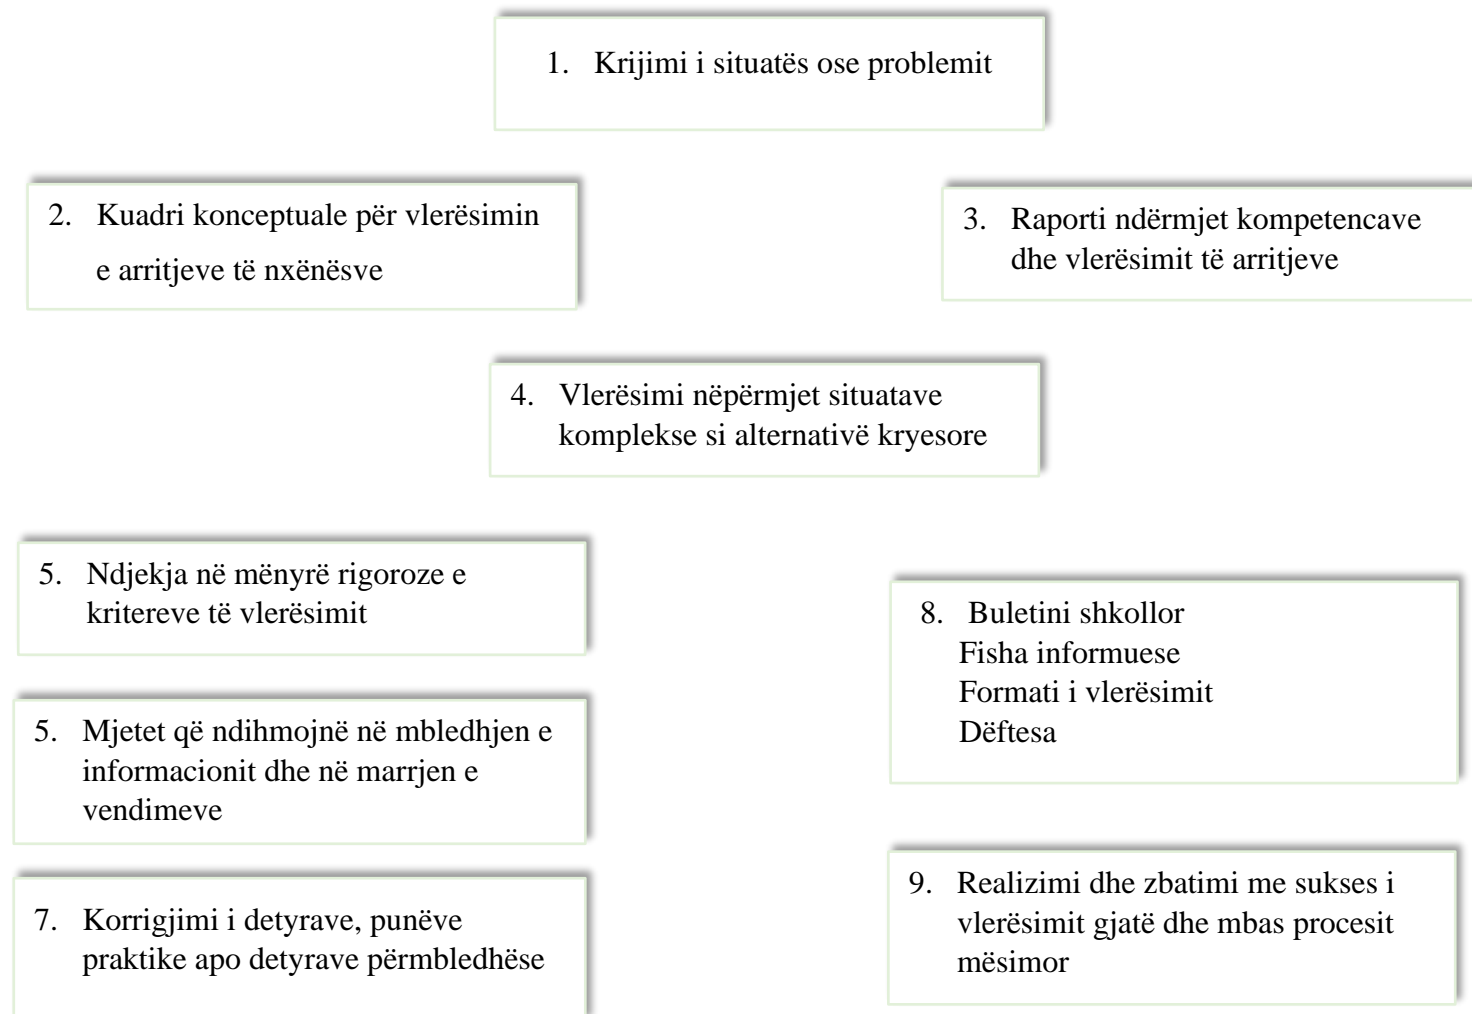 1. Krijimi i situatës ose problemit
2. Kuadri konceptuale për vlerësimin
e arritjeve të nxënësve
3. Raporti ndërmjet kompetencave
dhe vlerësimit të arritjeve
4. Vlerësimi nëpërmjet situatave
komplekse si alternativë kryesore
5. Ndjekja në mënyrë rigoroze e
kritereve të vlerësimit
5. Mjetet që ndihmojnë në mbledhjen e
informacionit dhe në marrjen e
vendimeve
7. Korrigjimi i detyrave, punëve
praktike apo detyrave përmbledhëse
8. Buletini shkollor
Fisha informuese
Formati i vlerësimit
Dëftesa
9. Realizimi dhe zbatimi me sukses i
vlerësimit gjatë dhe mbas procesit
mësimor